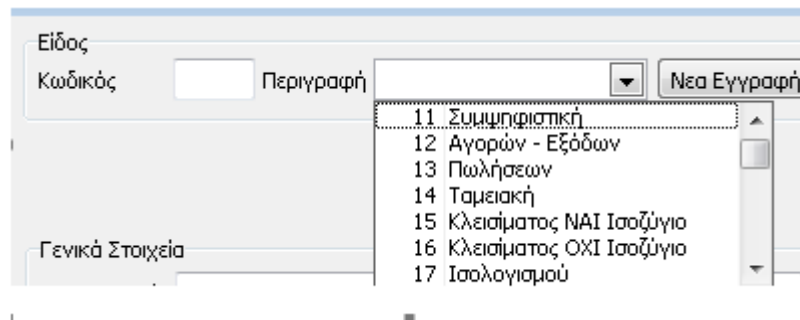 Είδος
Κωδικός Περιγραφή Νεα Εγγραφή
11 Συμψηφιστική
12 Αγορών - Εξόδων
13 Πωλήσεων
14 Ταμειακή
15 Κλεισίματος ΝΑΙ Ισοζύγιο
16 Κλεισίματος ΟΧΙ Ισοζύγιο
Γενικά Στοιχεία
17 Ισολογισμού